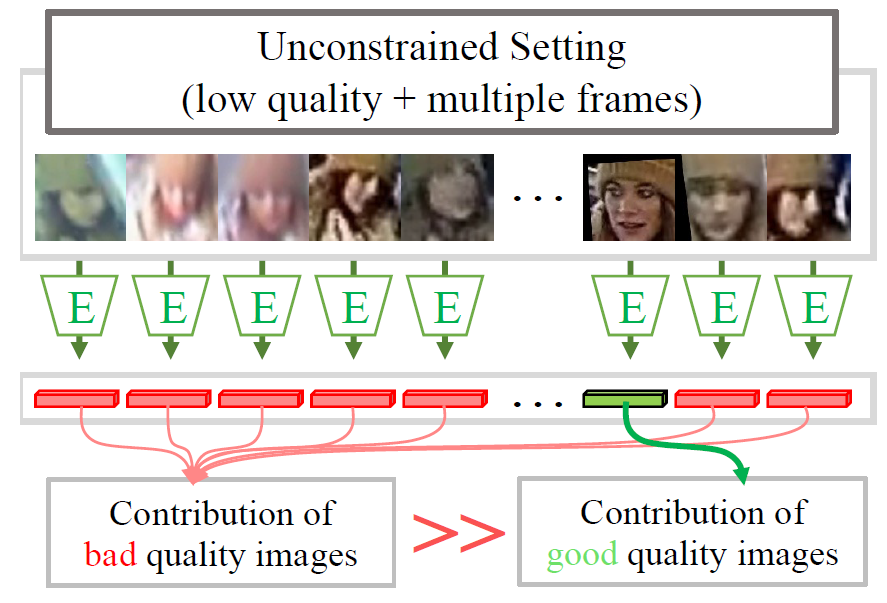 Unconstrained Setting
(low quality + multiple frames)
...
E E E E E E E E
...
Contribution of
bad quality images
>>
Contribution of
good quality images